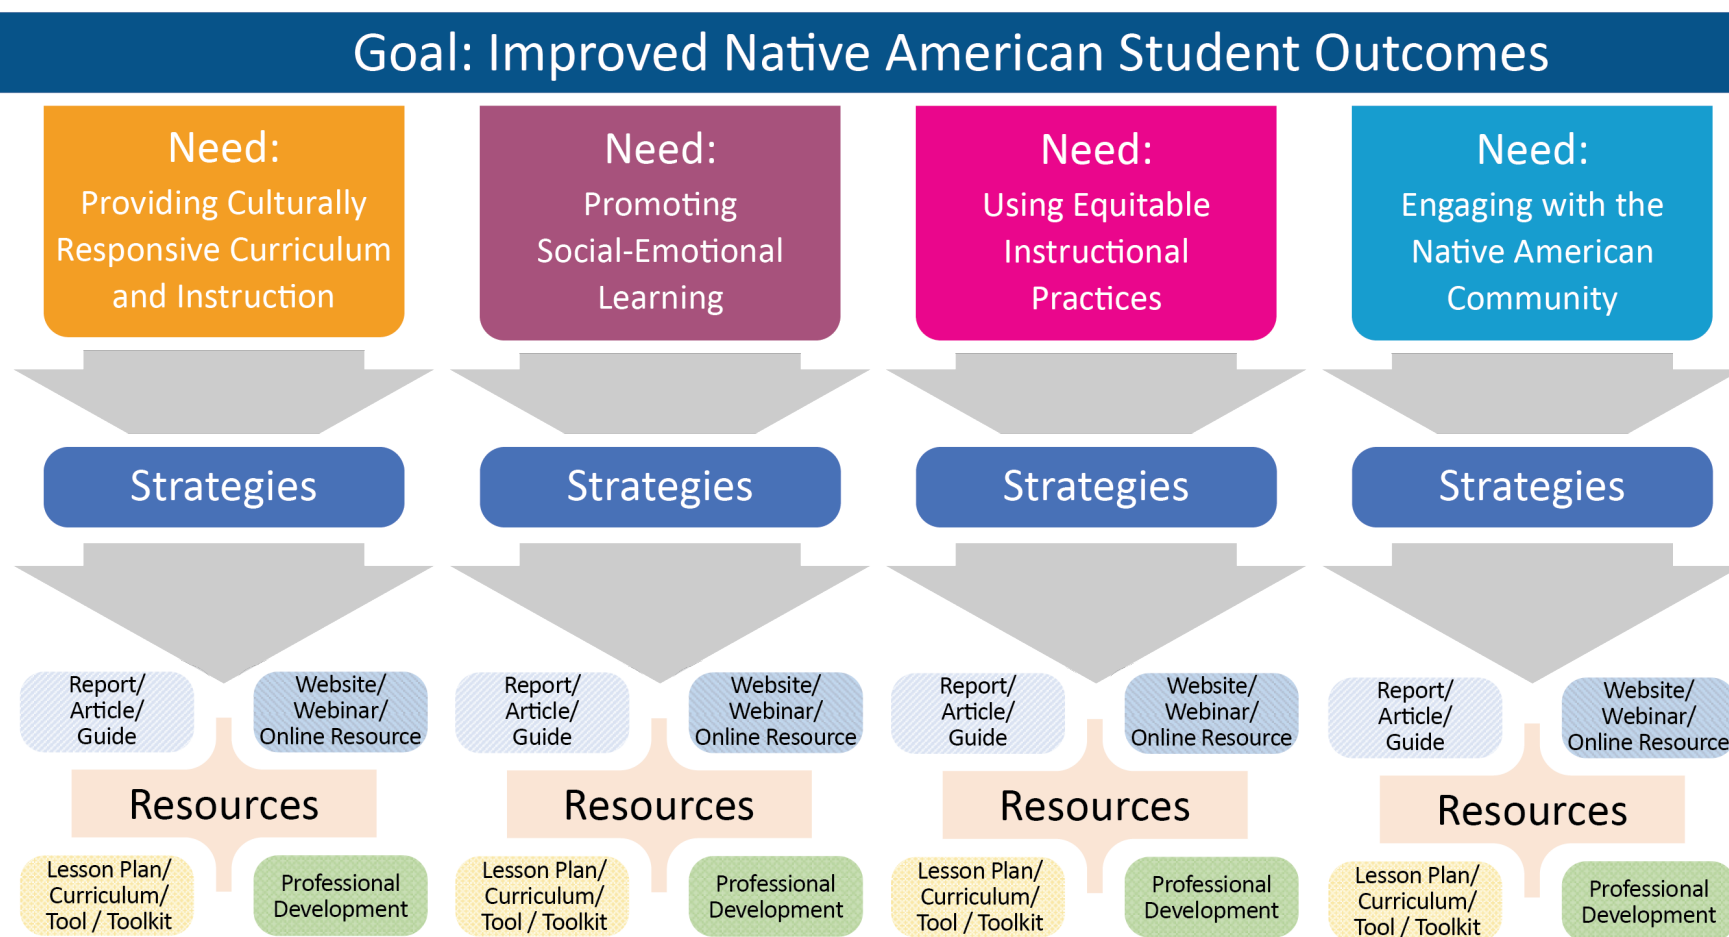 Goal: Improved Native American Student Outcomes
Need:
Providing Culturally
Responsive Curriculum
and Instruction
Need:
Promoting
Social-Emotional
Learning
Need:
Using Equitable
Instructional
Practices
Need:
Engaging with the
Native American
Community
Strategies
Strategies
Strategies
Strategies
Report/
Article/
Guide
Website/
Webinar/
Online Resource
Resources
Lesson Plan/
Curriculum/
Tool / Toolkit
Professional
Development
Report/
Article/
Guide
Website/
Webinar/
Online Resource
Resources
Lesson Plan/
Curriculum/
Tool / Toolkit
Professional
Development
Report/
Article/
Guide
Website/
Webinar/
Online Resource
Resources
Lesson Plan/
Curriculum/
Tool / Toolkit
Professional
Development
Report/
Article/
Guide
Website/
Webinar/
Online Resource
Resources
Lesson Plan/
Curriculum/
Tool / Toolkit
Professional
Development